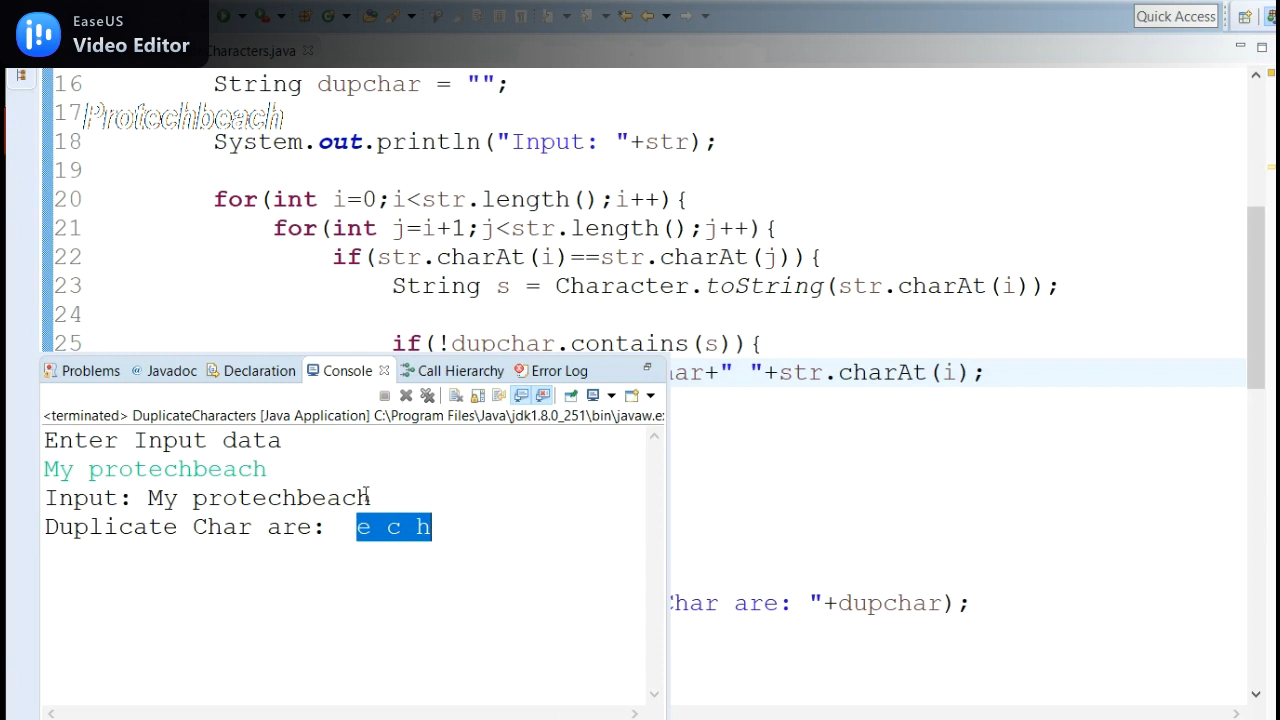 EaseUS
Video Editor
Quick Access
Characters.java
16 String dupchar = "";
17
Protechbeach
18 System.out.println("Input: "+str);
19
20 for(int i=0;i<str.length();i++){
21 for(int j=i+1;j<str.length();j++){
22 if(str.charAt(i)==str.charAt(j)){
23 String s = Character.toString(str.charAt(i));
24
25 if(!dupchar.contains(s)){
har+" "+str.charAt(i);
Problems @ Javadoc Declaration Console Call Hierarchy Error Log
<terminated> DuplicateCharacters [Java Application] C:\Program Files\Java\jdk1.8.0_251\bin\javaw.ex
Enter Input data
My protechbeach
Input: My protechbeach
Duplicate Char are: e c h
Char are: "+dupchar);